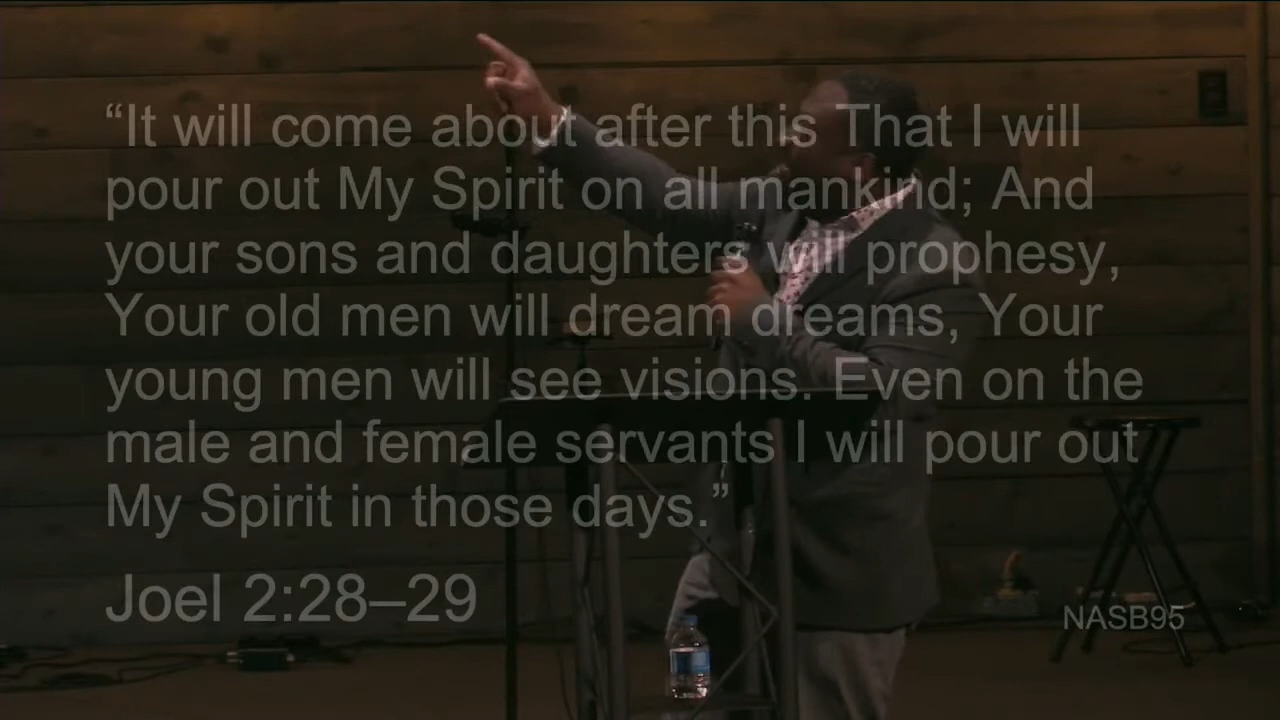 “It will come about after this That I will
pour out My Spirit on all mankind; And
your sons and daughters will prophesy,
Your old men will dream dreams, Your
young men will see visions. Even on the
male and female servants I will pour out
My Spirit in those days.”
Joel 2:28–29
NASB95